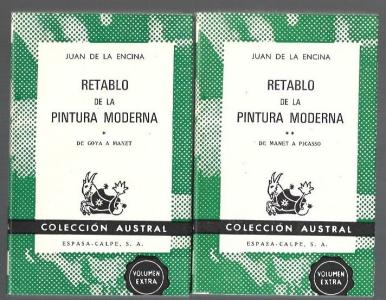 JUAN DE LA ENCINA
RETABLO
DE LA
PINTURA MODERNA
*
DE GOYA A MANET
COLECCIÓN AUSTRAL
ESPASA-CALPE, S. A.
VOLUMEN
EXTRA
JUAN DE LA ENCINA
RETABLO
DE LA
PINTURA MODERNA
**
DE MANET A PICASSO
COLECCIÓN AUSTRAL
ESPASA-CALPE, S. A.
VOLUMEN
EXTRA